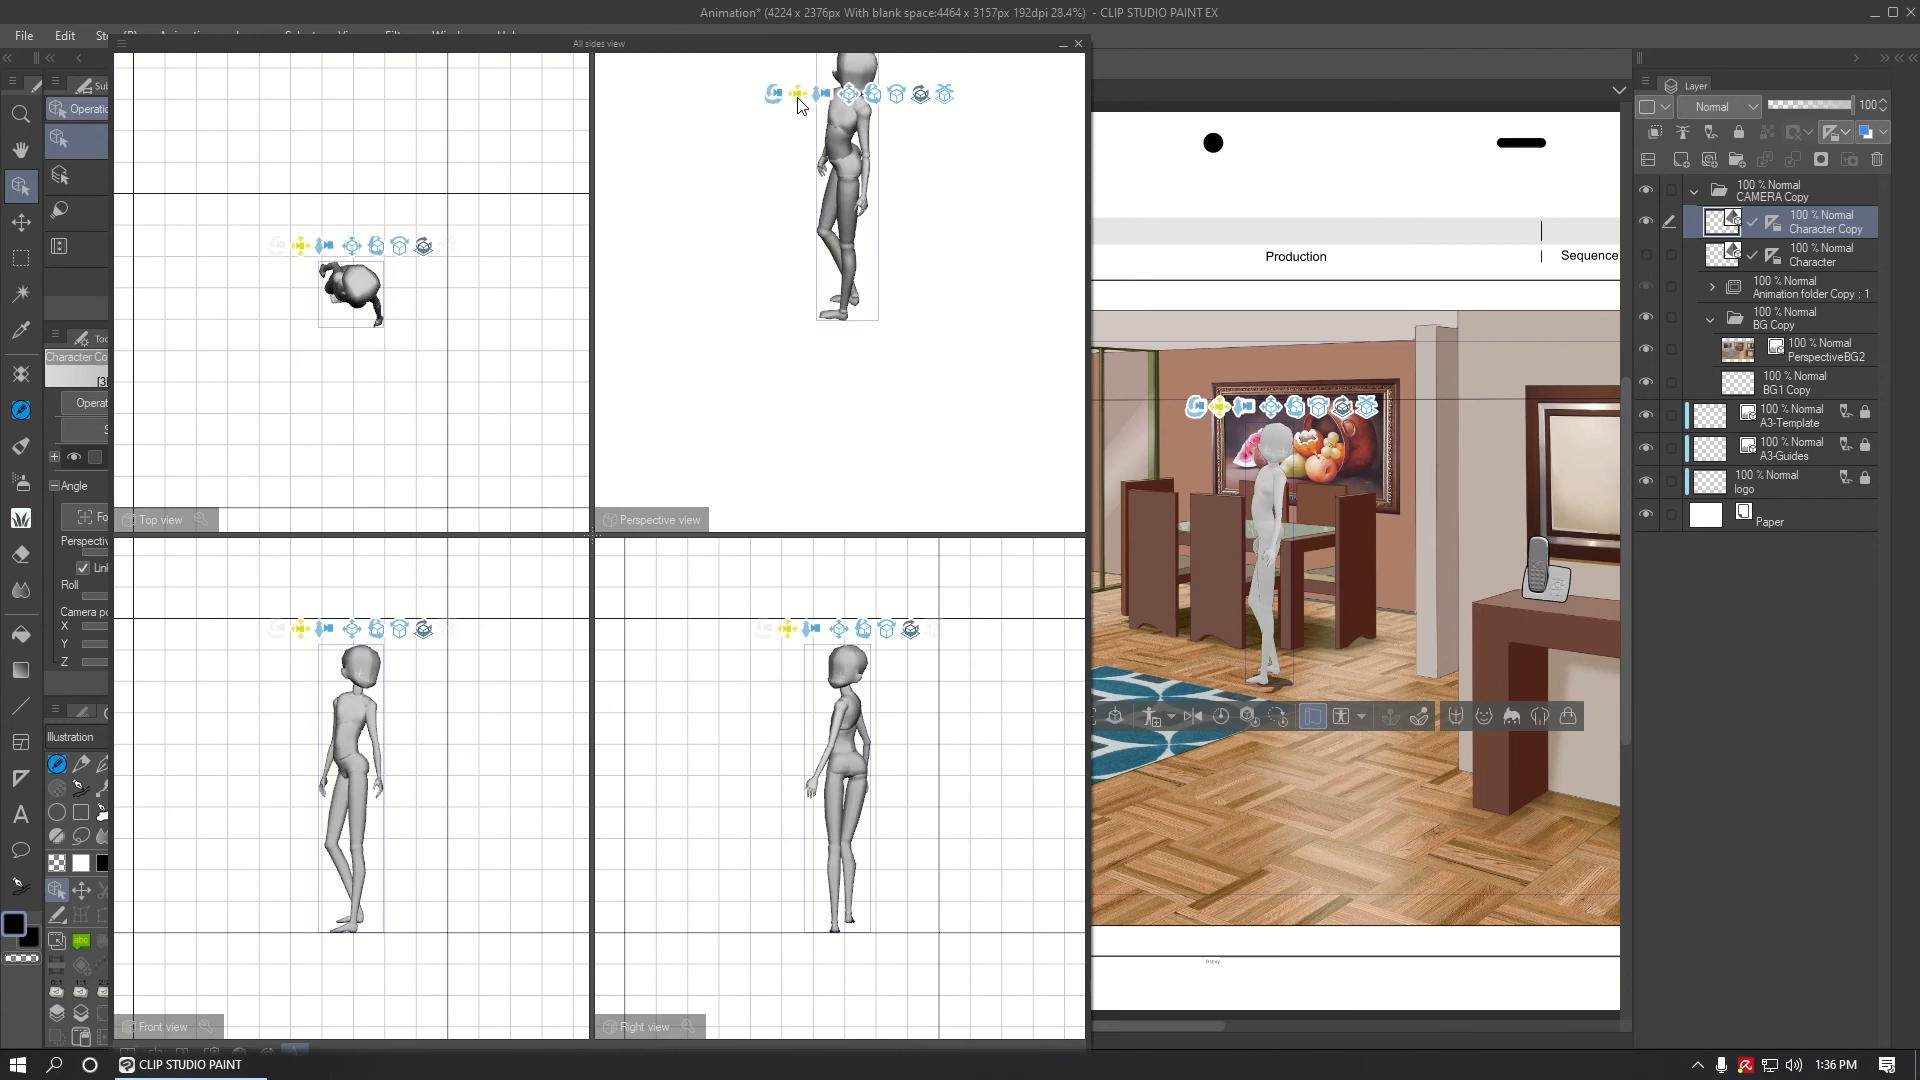 Animation* (4224 x 2376px With blank space:4464 x 3157px 192dpi 28.4%) - CLIP STUDIO PAINT EX
File Edit
All sides view
Operatio
Layer
Normal 100
100 % Normal
CAMERA Copy
100 % Normal
Character Copy
100 % Normal
Character
100 % Normal
Animation folder Copy : 1
100 % Normal
BG Copy
100 % Normal
PerspectiveBG2
100 % Normal
BG1 Copy
100 % Normal
A3-Template
100 % Normal
A3-Guides
100 % Normal
logo
Paper
Production
Sequence
Character Co
Operat
Angle
Perspectiv
Roll
Camera po
X
Y
Z
Illustration
Top view
Perspective view
Front view
Right view
CLIP STUDIO PAINT
1:36 PM